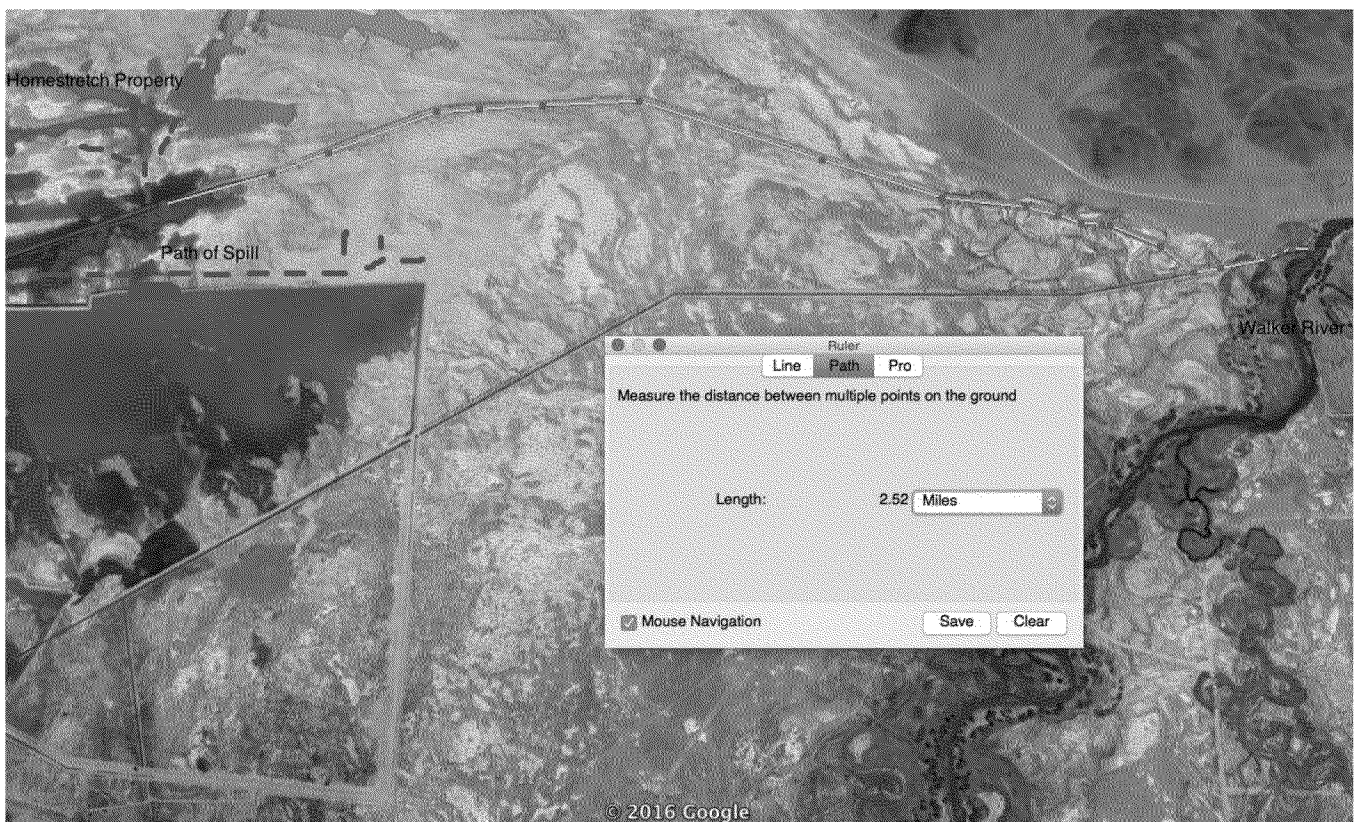 Homestretch Property
Path of Spill
Walker River
Ruler
Line Path Pro
Measure the distance between multiple points on the ground
Length: 2.52 Miles
Mouse Navigation Save Clear
© 2016 Google